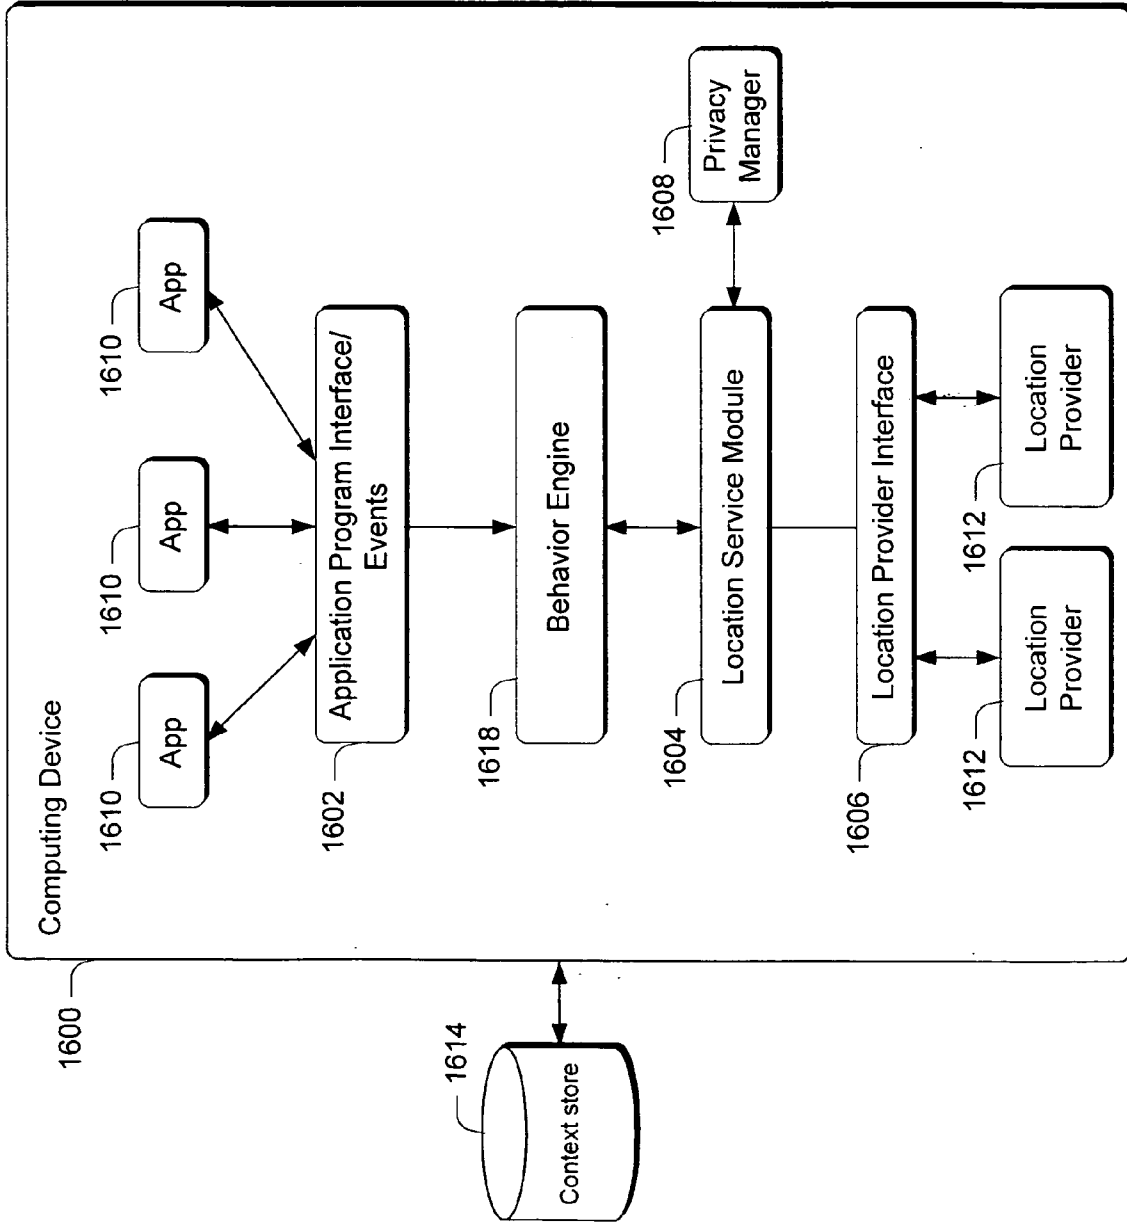 1600
Computing Device
1610
App
1610
App
1610
App
1602
Application Program Interface/
Events
1618
Behavior Engine
1614
Context store
1604
Location Service Module
1608
Privacy
Manager
1606
Location Provider Interface
1612
Location
Provider
1612
Location
Provider